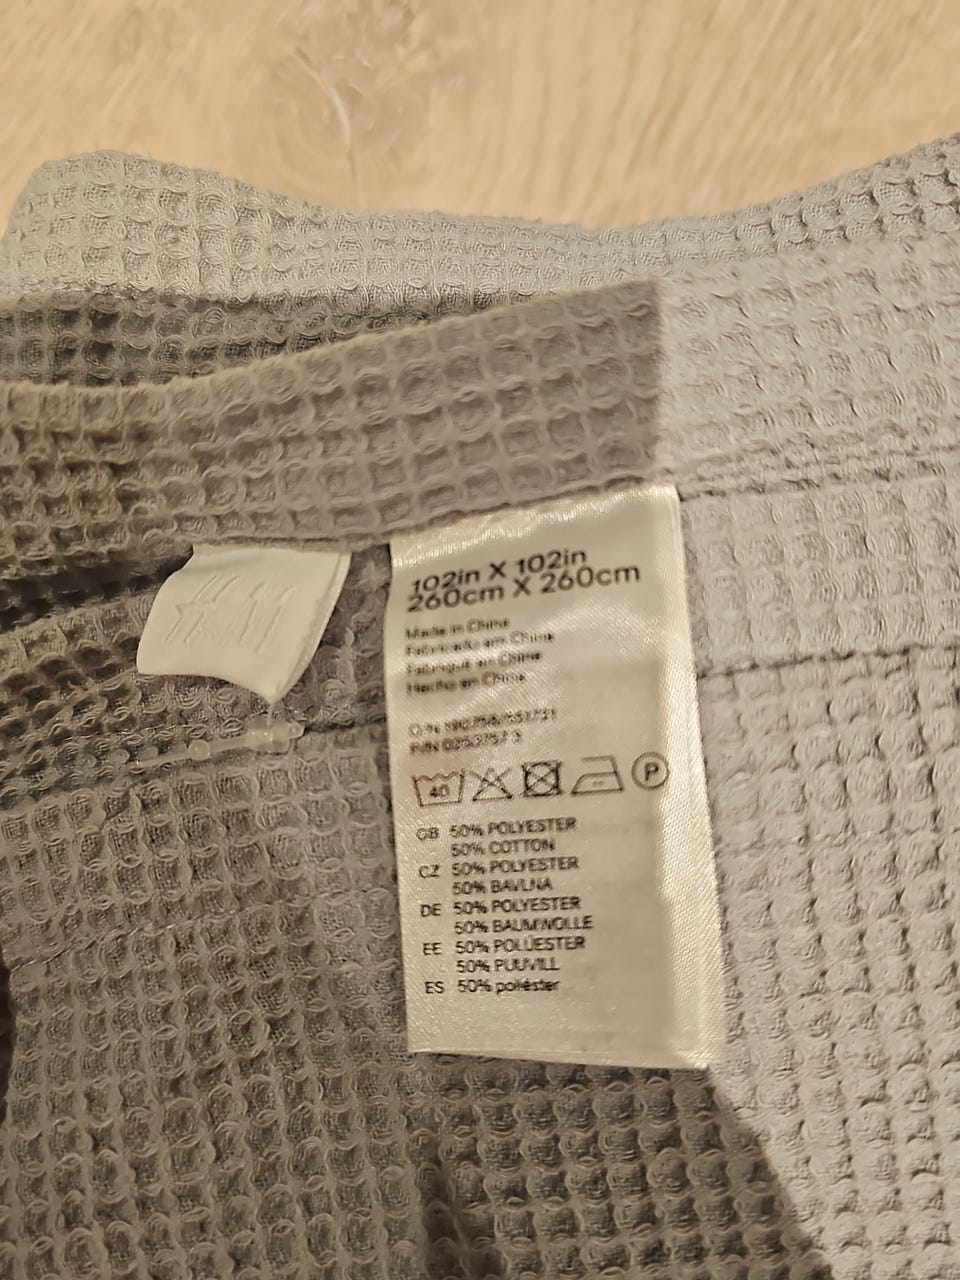 102in X 102in
260cm X 260cm
Made in China
Fabricado em China
Fabriqué en China
Hecho en China
40
P
GB 50% POLYESTER
50% COTTON
CZ 50% POLYESTER
50% BAVLNA
DE 50% POLYESTER
50% BAUMWOLLE
EE 50% POLÜESTER
50% PUUVILL
ES 50% poliéster